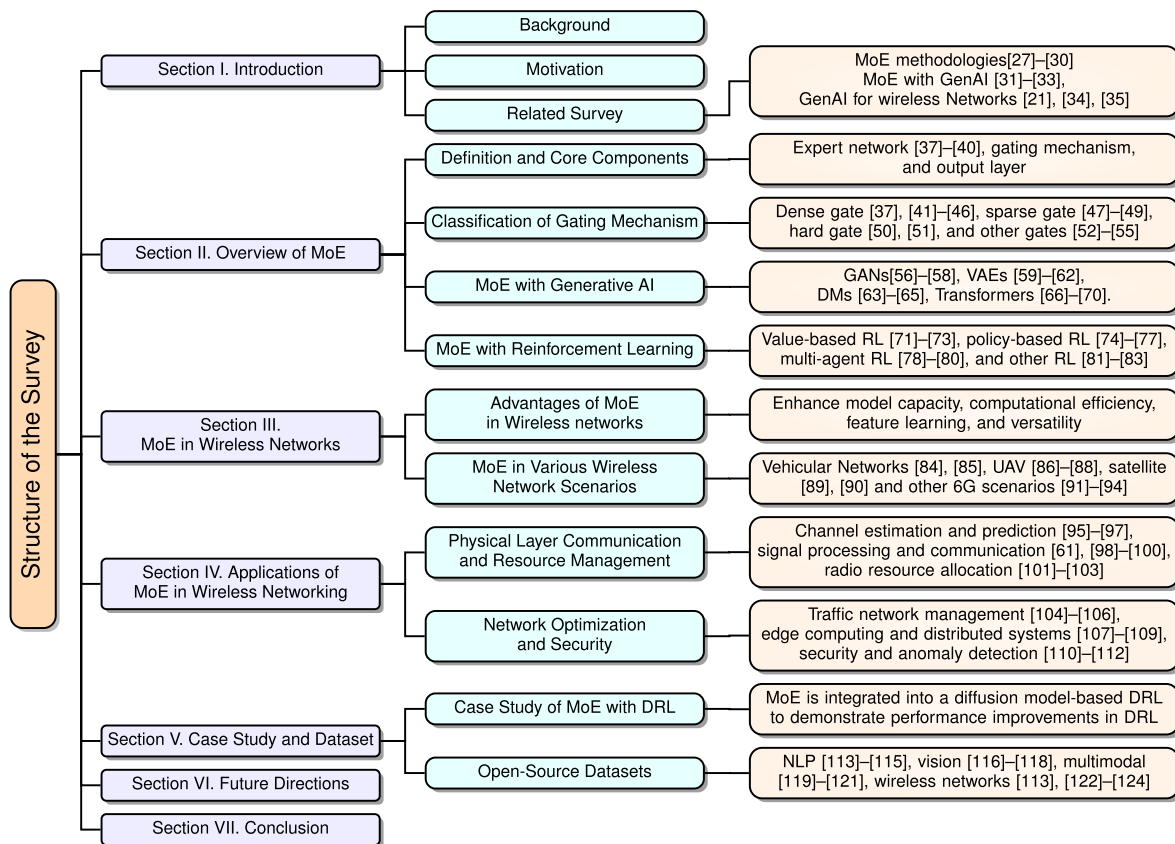 Structure of the Survey
Section I. Introduction
Background
Motivation
Related Survey
MoE methodologies[27]–[30]
MoE with GenAI [31]–[33],
GenAI for wireless Networks [21], [34], [35]
Section II. Overview of MoE
Definition and Core Components
Expert network [37]–[40], gating mechanism,
and output layer
Classification of Gating Mechanism
Dense gate [37], [41]–[46], sparse gate [47]–[49],
hard gate [50], [51], and other gates [52]–[55]
MoE with Generative AI
GANs[56]–[58], VAEs [59]–[62],
DMs [63]–[65], Transformers [66]–[70].
MoE with Reinforcement Learning
Value-based RL [71]–[73], policy-based RL [74]–[77],
multi-agent RL [78]–[80], and other RL [81]–[83]
Section III.
MoE in Wireless Networks
Advantages of MoE
in Wireless networks
Enhance model capacity, computational efficiency,
feature learning, and versatility
MoE in Various Wireless
Network Scenarios
Vehicular Networks [84], [85], UAV [86]–[88], satellite
[89], [90] and other 6G scenarios [91]–[94]
Section IV. Applications of
MoE in Wireless Networking
Physical Layer Communication
and Resource Management
Channel estimation and prediction [95]–[97],
signal processing and communication [61], [98]–[100],
radio resource allocation [101]–[103]
Network Optimization
and Security
Traffic network management [104]–[106],
edge computing and distributed systems [107]–[109],
security and anomaly detection [110]–[112]
Section V. Case Study and Dataset
Case Study of MoE with DRL
MoE is integrated into a diffusion model-based DRL
to demonstrate performance improvements in DRL
Open-Source Datasets
NLP [113]–[115], vision [116]–[118], multimodal
[119]–[121], wireless networks [113], [122]–[124]
Section VI. Future Directions
Section VII. Conclusion